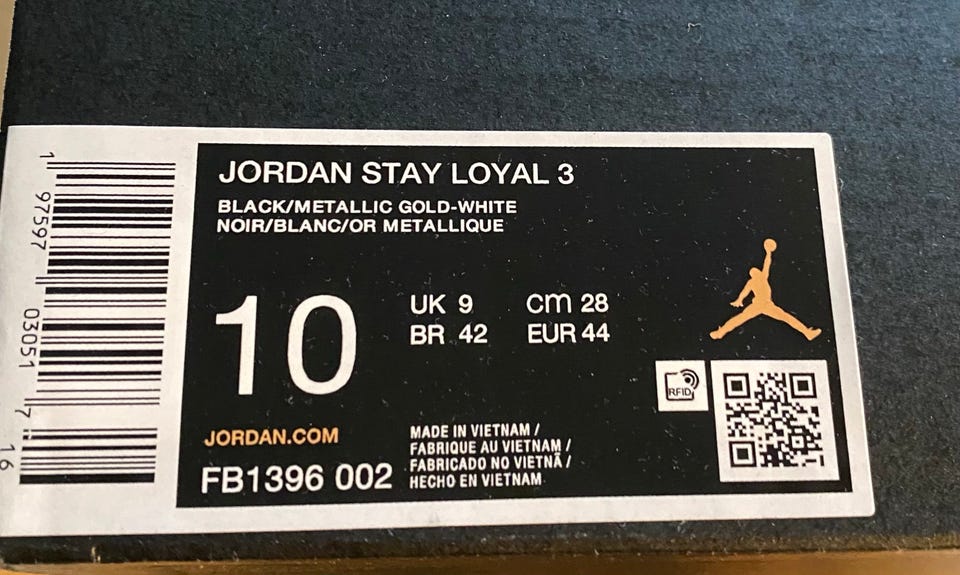 JORDAN STAY LOYAL 3
BLACK/METALLIC GOLD-WHITE
NOIR/BLANC/OR METALLIQUE
10
UK 9 CM 28
BR 42 EUR 44
RFID
JORDAN.COM
FB1396 002
MADE IN VIETNAM /
FABRIQUE AU VIETNAM /
FABRICADO NO VIETNÃ /
HECHO EN VIETNAM
1 97597 03051 7 16